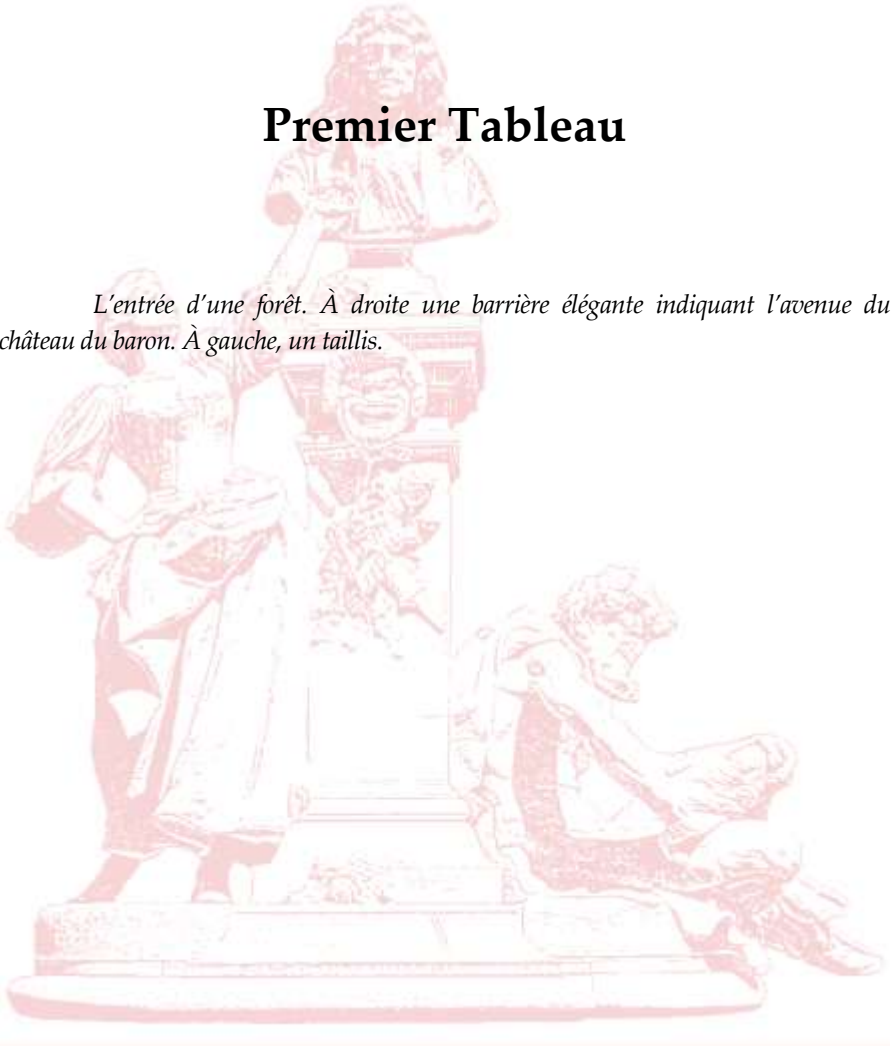 Premier Tableau
L’entrée d’une forêt. À droite une barrière élégante indiquant l’avenue du
château du baron. À gauche, un taillis.